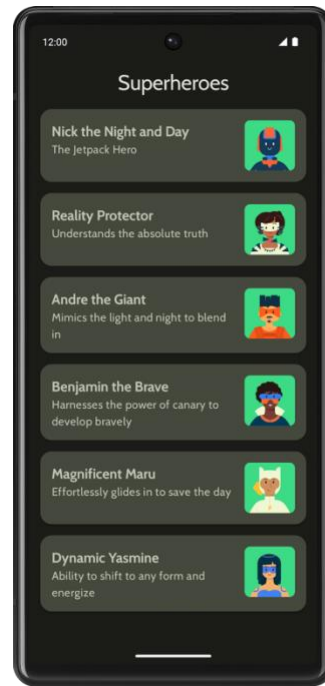 12:00
Superheroes
Nick the Night and Day
The Jetpack Hero
Reality Protector
Understands the absolute truth
Andre the Giant
Mimics the light and night to blend
in
Benjamin the Brave
Harnesses the power of canary to
develop bravely
Magnificent Maru
Effortlessly glides in to save the day
Dynamic Yasmine
Ability to shift to any form and
energize